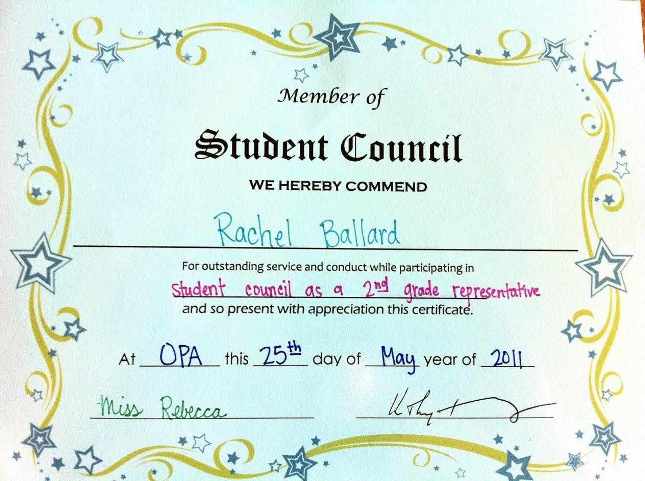 Member of
Student Council
WE HEREBY COMMEND
Rachel Ballard
For outstanding service and conduct while participating in
Student council as a 2nd grade representative
and so present with appreciation this certificate.
At OPA this 25th day of May year of 2011
Miss Rebecca